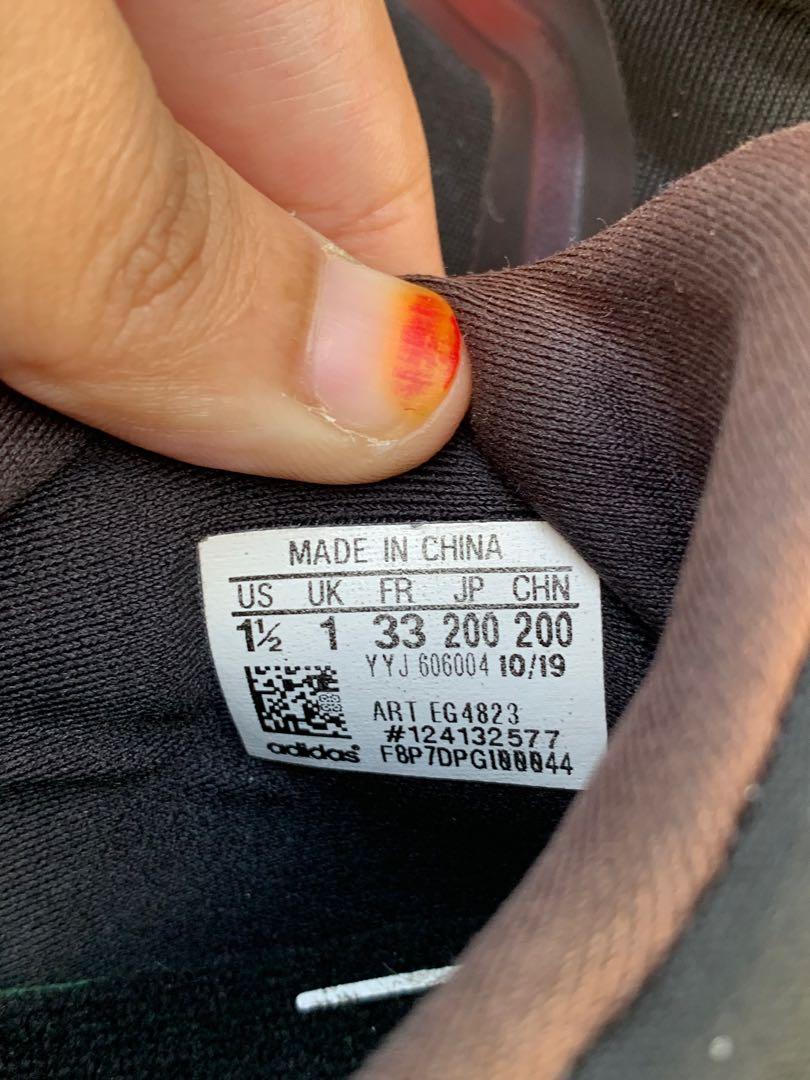 MADE IN CHINA
US UK FR JP CHN
1½ 1 33 200 200
YYJ 606004 10/19
ART EG4823
#124132577
adidas® F8P7DPGI00044